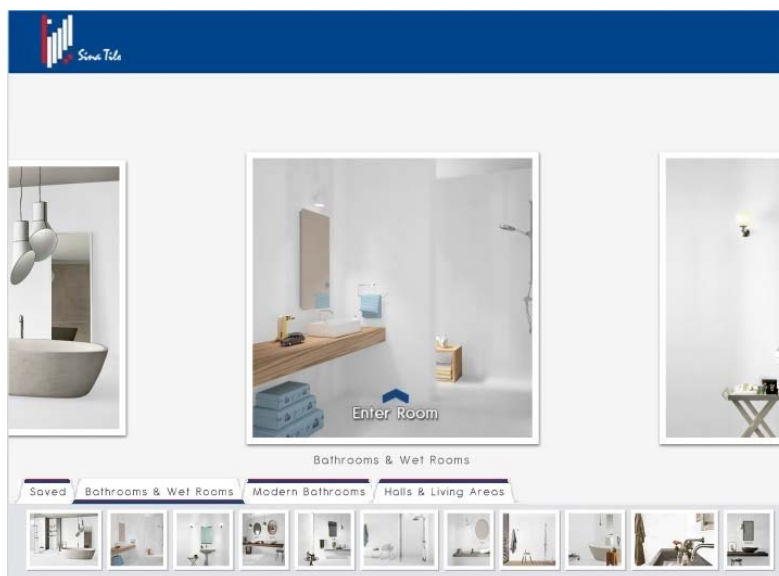 Sina Tile
Enter Room
Bathrooms & Wet Rooms
Saved
Bathrooms & Wet Rooms
Modern Bathrooms
Halls & Living Areas